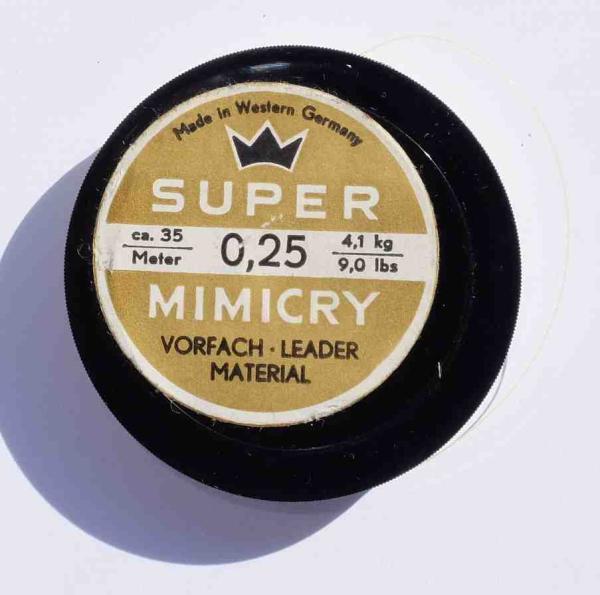 Made in Western Germany
SUPER
ca. 35
Meter
0,25
4,1 kg
9,0 lbs
MIMICRY
VORFACH · LEADER
MATERIAL